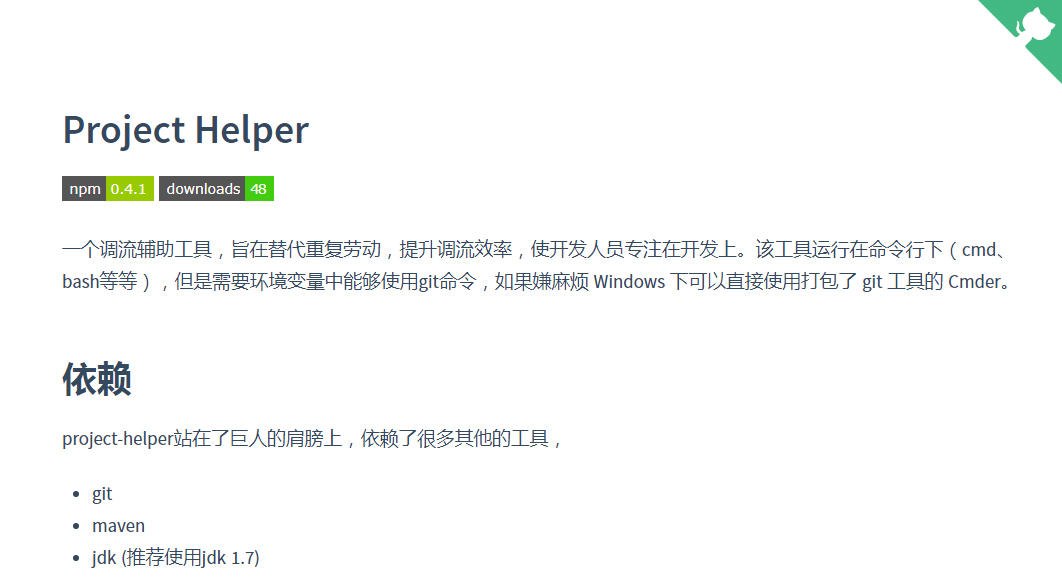 Project Helper
npm 0.4.1 downloads 48
一个调流辅助工具，旨在替代重复劳动，提升调流效率，使开发人员专注在开发上。该工具运行在命令行下（cmd、
bash等等），但是需要环境变量中能够使用git命令，如果嫌麻烦 Windows 下可以直接使用打包了 git 工具的 Cmder。
依赖
project-helper站在了巨人的肩膀上，依赖了很多其他的工具，
• git
• maven
• jdk (推荐使用jdk 1.7)